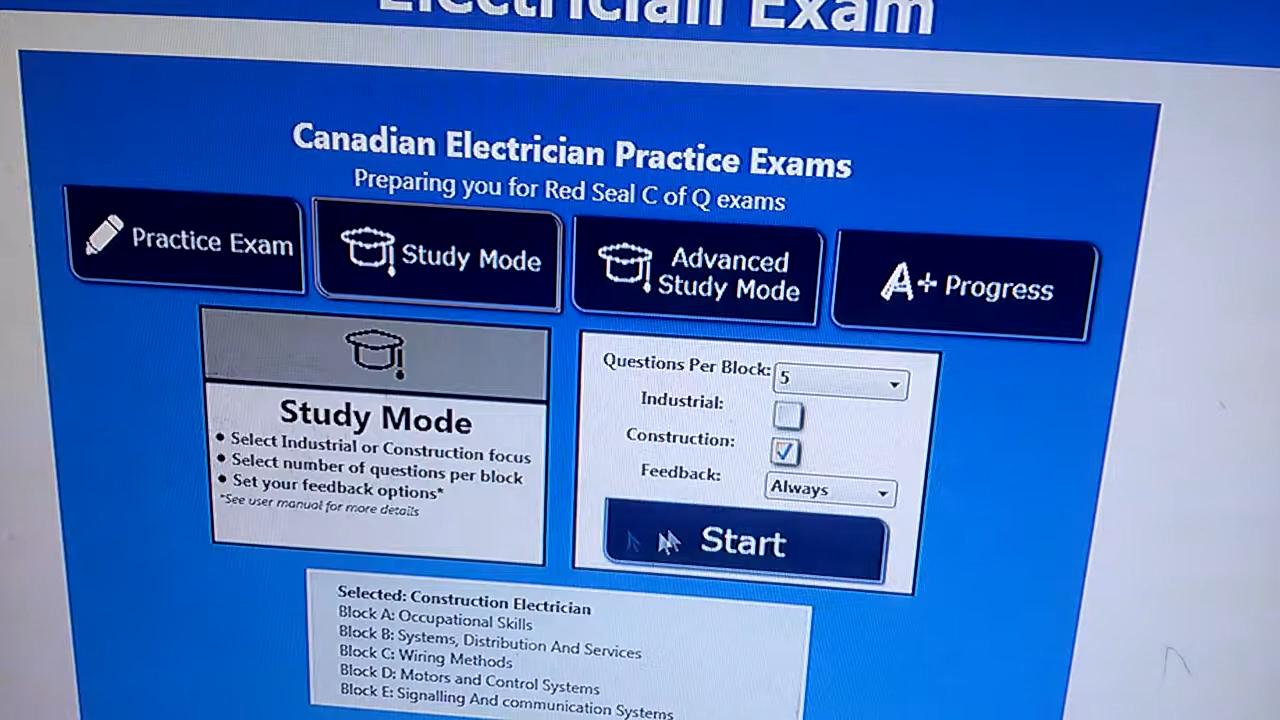 Electrician Exam
Canadian Electrician Practice Exams
Preparing you for Red Seal C of Q exams
Practice Exam
Study Mode
Advanced
Study Mode
A+ Progress
Study Mode
• Select Industrial or Construction focus
• Select number of questions per block
• Set your feedback options*
*See user manual for more details
Questions Per Block: 5
Industrial:
Construction:
Feedback: Always
Start
Selected: Construction Electrician
Block A: Occupational Skills
Block B: Systems, Distribution And Services
Block C: Wiring Methods
Block D: Motors and Control Systems
Block E: Signalling And communication Systems